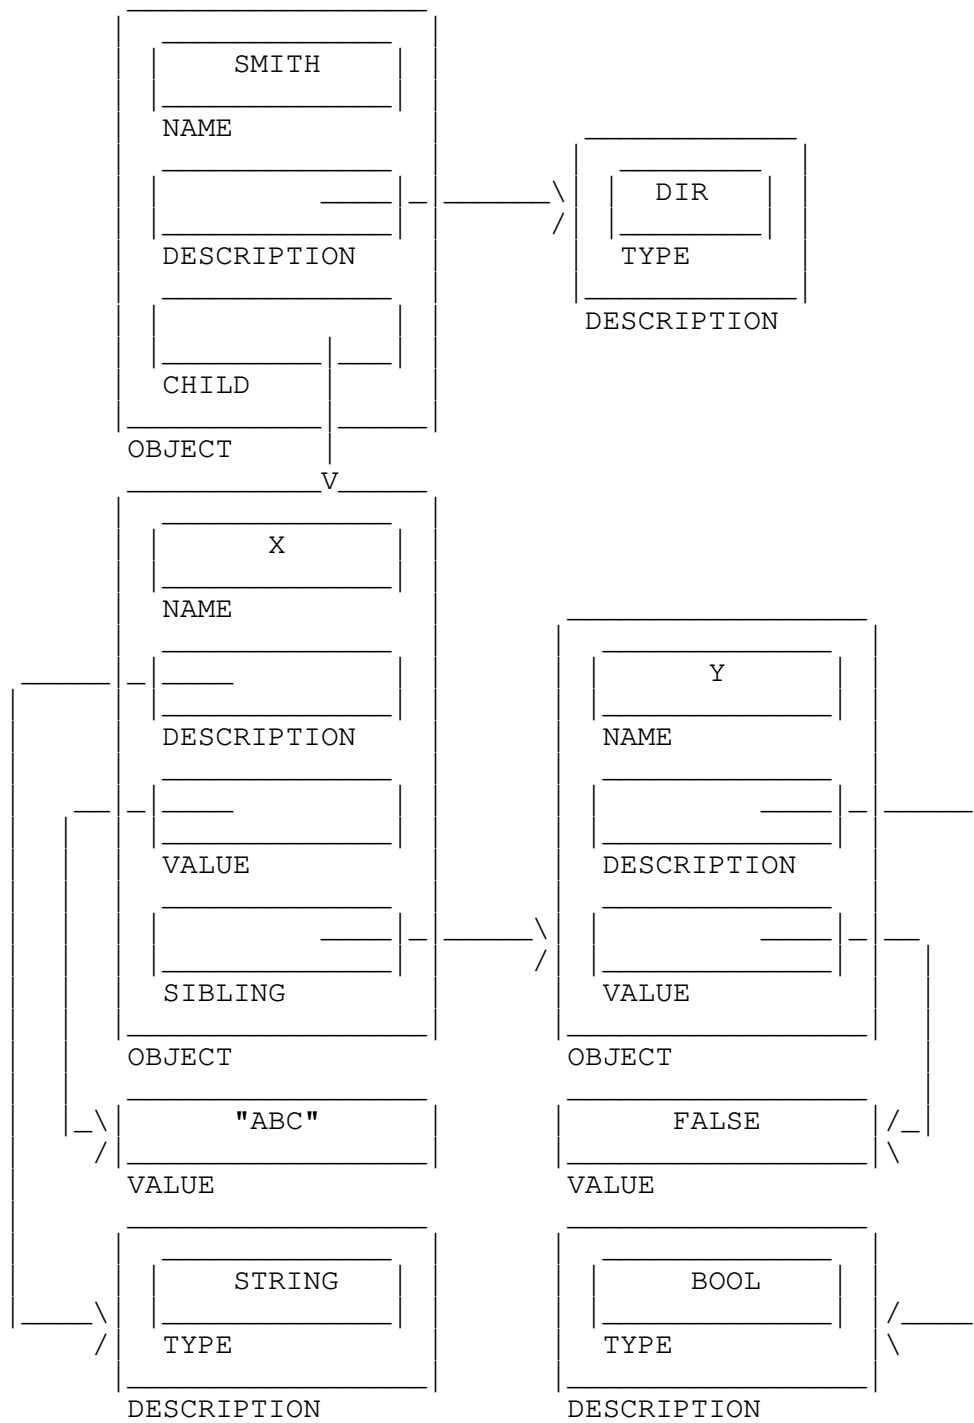 SMITH
NAME
DIR
DESCRIPTION
TYPE
DESCRIPTION
CHILD
OBJECT
X
NAME
Y
DESCRIPTION
NAME
VALUE
DESCRIPTION
SIBLING
VALUE
OBJECT
OBJECT
"ABC"
FALSE
VALUE
VALUE
STRING
BOOL
TYPE
TYPE
DESCRIPTION
DESCRIPTION